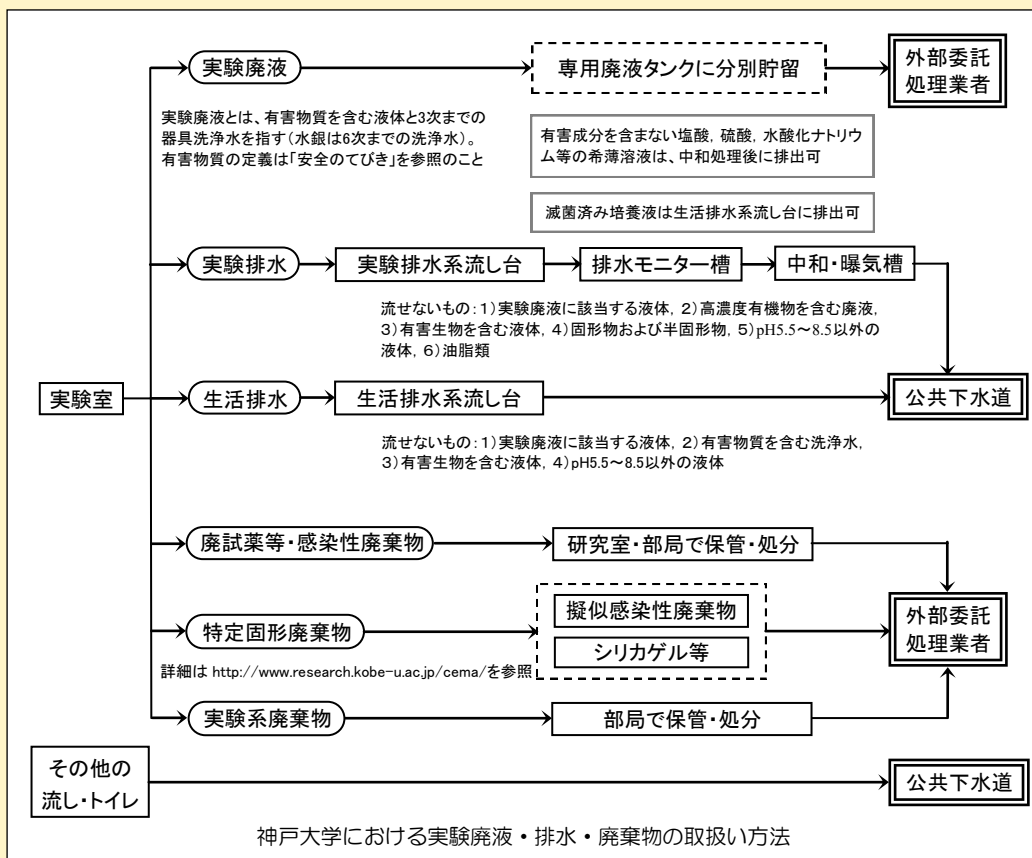 実験廃液
専用廃液タンクに分別貯留
外部委託
処理業者
実験廃液とは、有害物質を含む液体と3次までの
器具洗浄水を指す(水銀は6次までの洗浄水)。
有害物質の定義は「安全のてびき」を参照のこと
有害成分を含まない塩酸, 硫酸, 水酸化ナトリウ
ム等の希薄溶液は、中和処理後に排出可
滅菌済み培養液は生活排水系流し台に排出可
実験排水
実験排水系流し台
排水モニター槽
中和・曝気槽
流せないもの:1)実験廃液に該当する液体, 2)高濃度有機物を含む廃液,
3)有害生物を含む液体, 4)固形物および半固形物, 5)pH5.5~8.5以外の
液体, 6)油脂類
実験室
生活排水
生活排水系流し台
公共下水道
流せないもの:1)実験廃液に該当する液体, 2)有害物質を含む洗浄水,
3)有害生物を含む液体, 4)pH5.5~8.5以外の液体
廃試薬等・感染性廃棄物
研究室・部局で保管・処分
特定固形廃棄物
擬似感染性廃棄物
シリカゲル等
外部委託
処理業者
詳細は http://www.research.kobe-u.ac.jp/cema/を参照
実験系廃棄物
部局で保管・処分
その他の
流し・トイレ
公共下水道
神戸大学における実験廃液・排水・廃棄物の取扱い方法